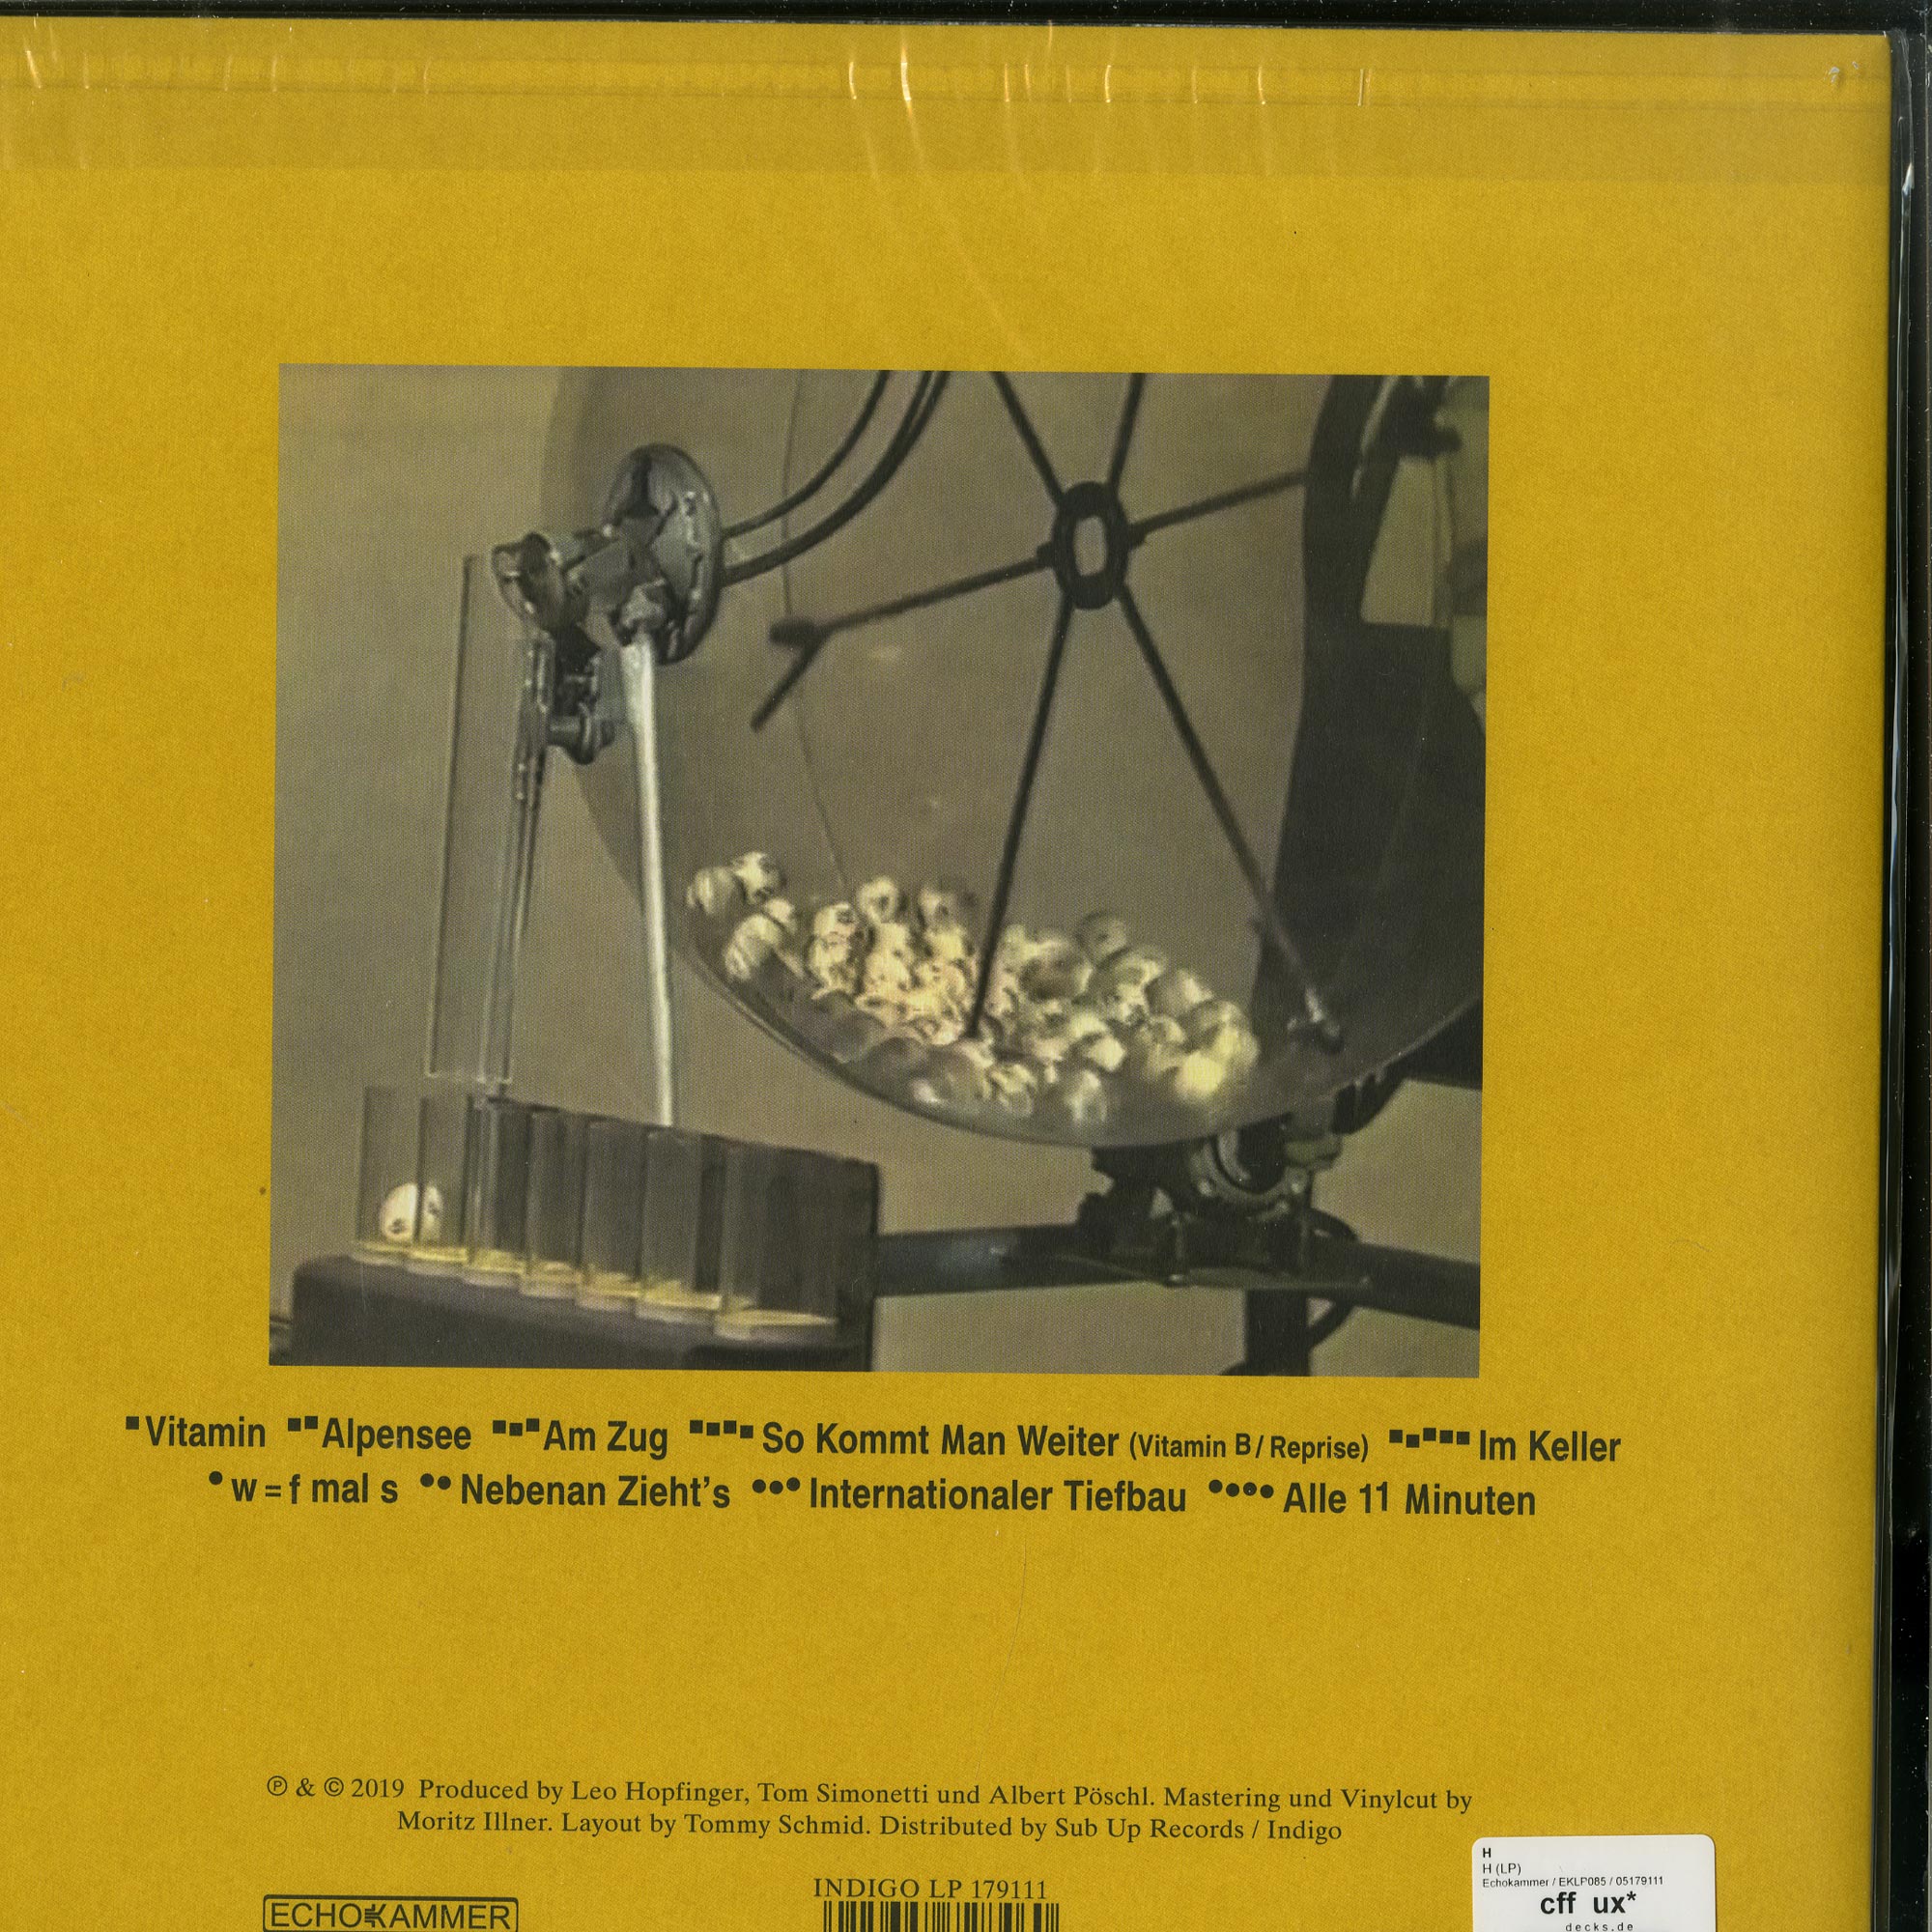 Vitamin Alpensee Am Zug So Kommt Man Weiter (Vitamin B / Reprise) Im Keller
w = f mal s Nebenan Zieht's Internationaler Tiefbau Alle 11 Minuten
℗ & © 2019 Produced by Leo Hopfinger, Tom Simonetti und Albert Pöschl. Mastering und Vinylcut by
Moritz Illner. Layout by Tommy Schmid. Distributed by Sub Up Records / Indigo
INDIGO LP 179111
ECHOKAMMER
H
H (LP)
Echokammer / EKLP085 / 05179111
cff ux*
decks.de